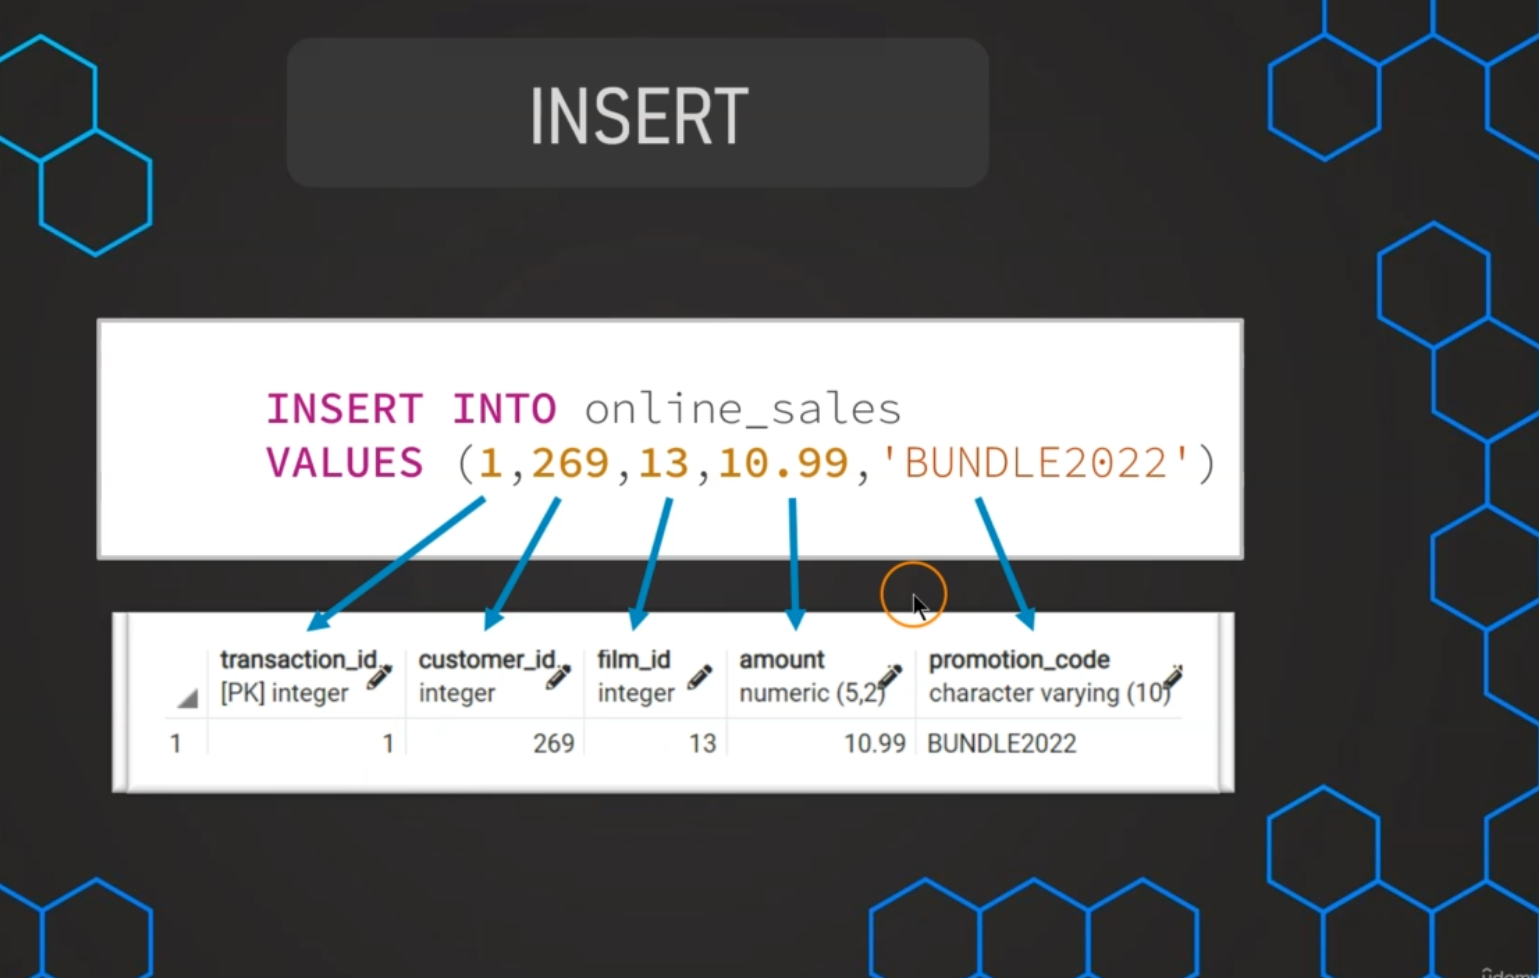 INSERT
INSERT INTO online_sales
VALUES (1,269,13,10.99,'BUNDLE2022')
transaction_id customer_id film_id amount promotion_code
[PK] integer integer integer numeric (5,2) character varying (10)
1 1 269 13 10.99 BUNDLE2022